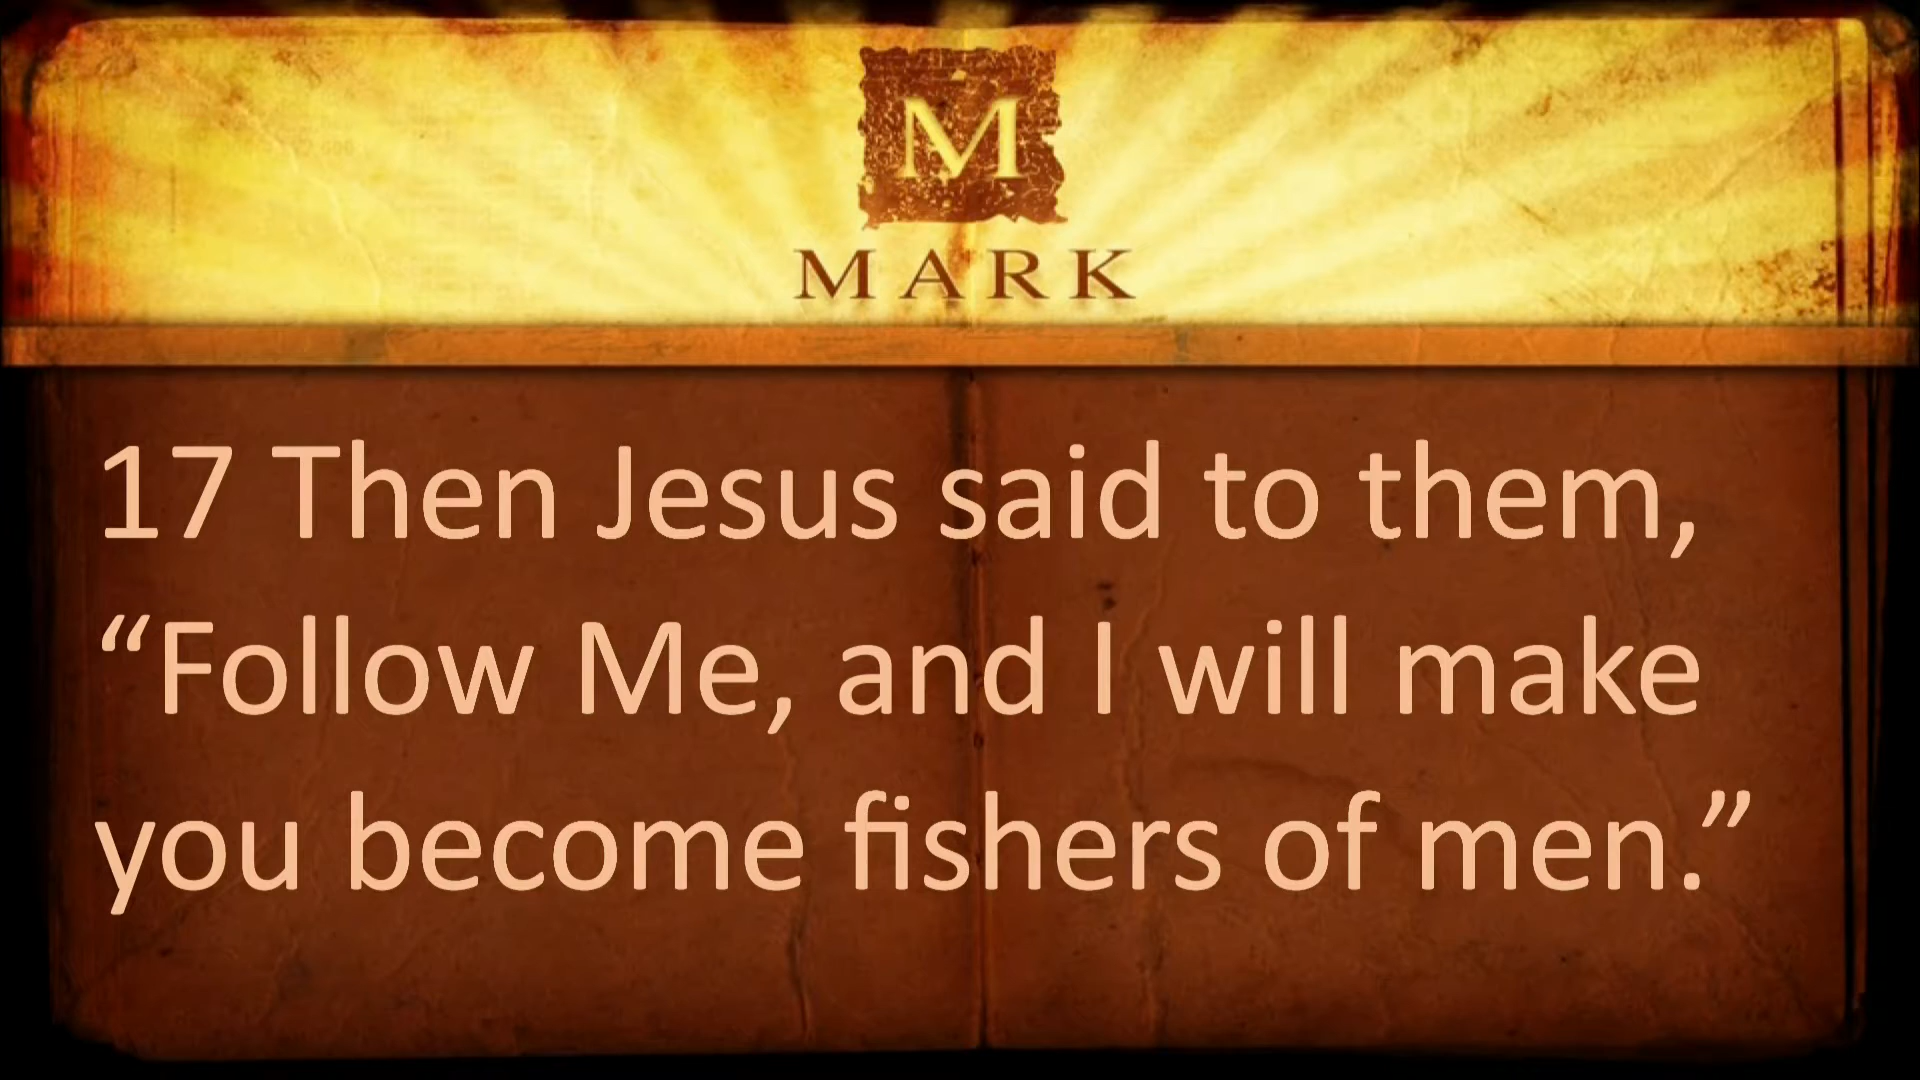 M
MARK
17 Then Jesus said to them,
“Follow Me, and I will make
you become fishers of men.”